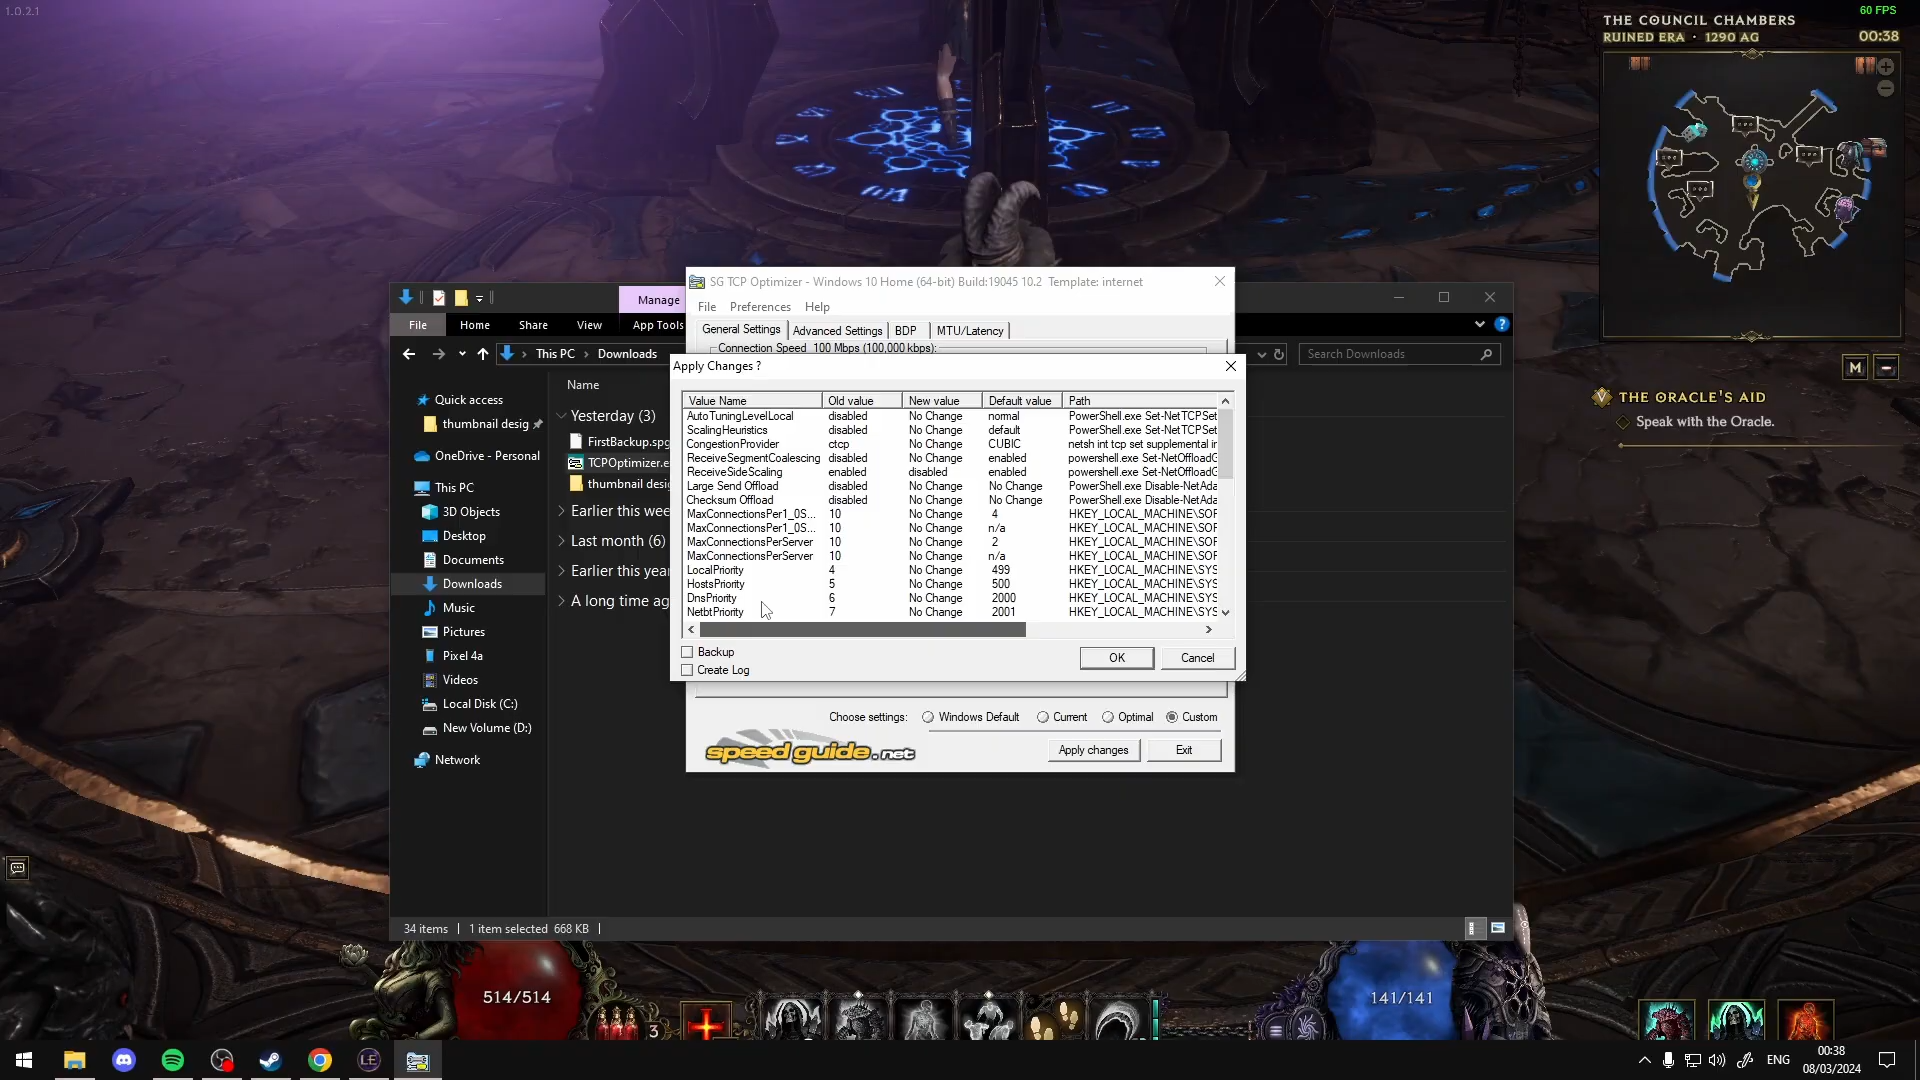 1.0.2.1
60 FPS
THE COUNCIL CHAMBERS
RUINED ERA · 1290 AG
00:38
M
THE ORACLE'S AID
Speak with the Oracle.
Manage
File
Home
Share
View
App Tools
This PC
Downloads
Search Downloads
Quick access
thumbnail desig
OneDrive - Personal
This PC
3D Objects
Desktop
Documents
Downloads
Music
Pictures
Pixel 4a
Videos
Local Disk (C:)
New Volume (D:)
Network
Name
Yesterday (3)
FirstBackup.spg
TCPOptimizer.e
thumbnail desig
Earlier this wee
Last month (6)
Earlier this year
A long time ag
34 items
1 item selected 668 KB
SG TCP Optimizer - Windows 10 Home (64-bit) Build:19045 10.2 Template: internet
File Preferences Help
General Settings Advanced Settings BDP MTU/Latency
Connection Speed 100 Mbps (100,000 kbps):
Apply Changes ?
Value Name Old value New value Default value Path
AutoTuningLevelLocal disabled No Change normal PowerShell.exe Set-NetTCPSet
ScalingHeuristics disabled No Change default PowerShell.exe Set-NetTCPSet
CongestionProvider ctcp No Change CUBIC netsh int tcp set supplemental ir
ReceiveSegmentCoalescing disabled No Change enabled powershell.exe Set-NetOffloadG
ReceiveSideScaling enabled disabled enabled powershell.exe Set-NetOffloadG
Large Send Offload disabled No Change No Change PowerShell.exe Disable-NetAda
Checksum Offload disabled No Change No Change PowerShell.exe Disable-NetAda
MaxConnectionsPer1_0S... 10 No Change 4 HKEY_LOCAL_MACHINE\SOF
MaxConnectionsPer1_0S... 10 No Change n/a HKEY_LOCAL_MACHINE\SOF
MaxConnectionsPerServer 10 No Change 2 HKEY_LOCAL_MACHINE\SOF
MaxConnectionsPerServer 10 No Change n/a HKEY_LOCAL_MACHINE\SOF
LocalPriority 4 No Change 499 HKEY_LOCAL_MACHINE\SYS
HostsPriority 5 No Change 500 HKEY_LOCAL_MACHINE\SYS
DnsPriority 6 No Change 2000 HKEY_LOCAL_MACHINE\SYS
NetbtPriority 7 No Change 2001 HKEY_LOCAL_MACHINE\SYS
Backup
Create Log
OK
Cancel
Choose settings: Windows Default Current Optimal Custom
speedguide.net
Apply changes
Exit
514/514
3
141/141
LE
ENG
00:38
08/03/2024